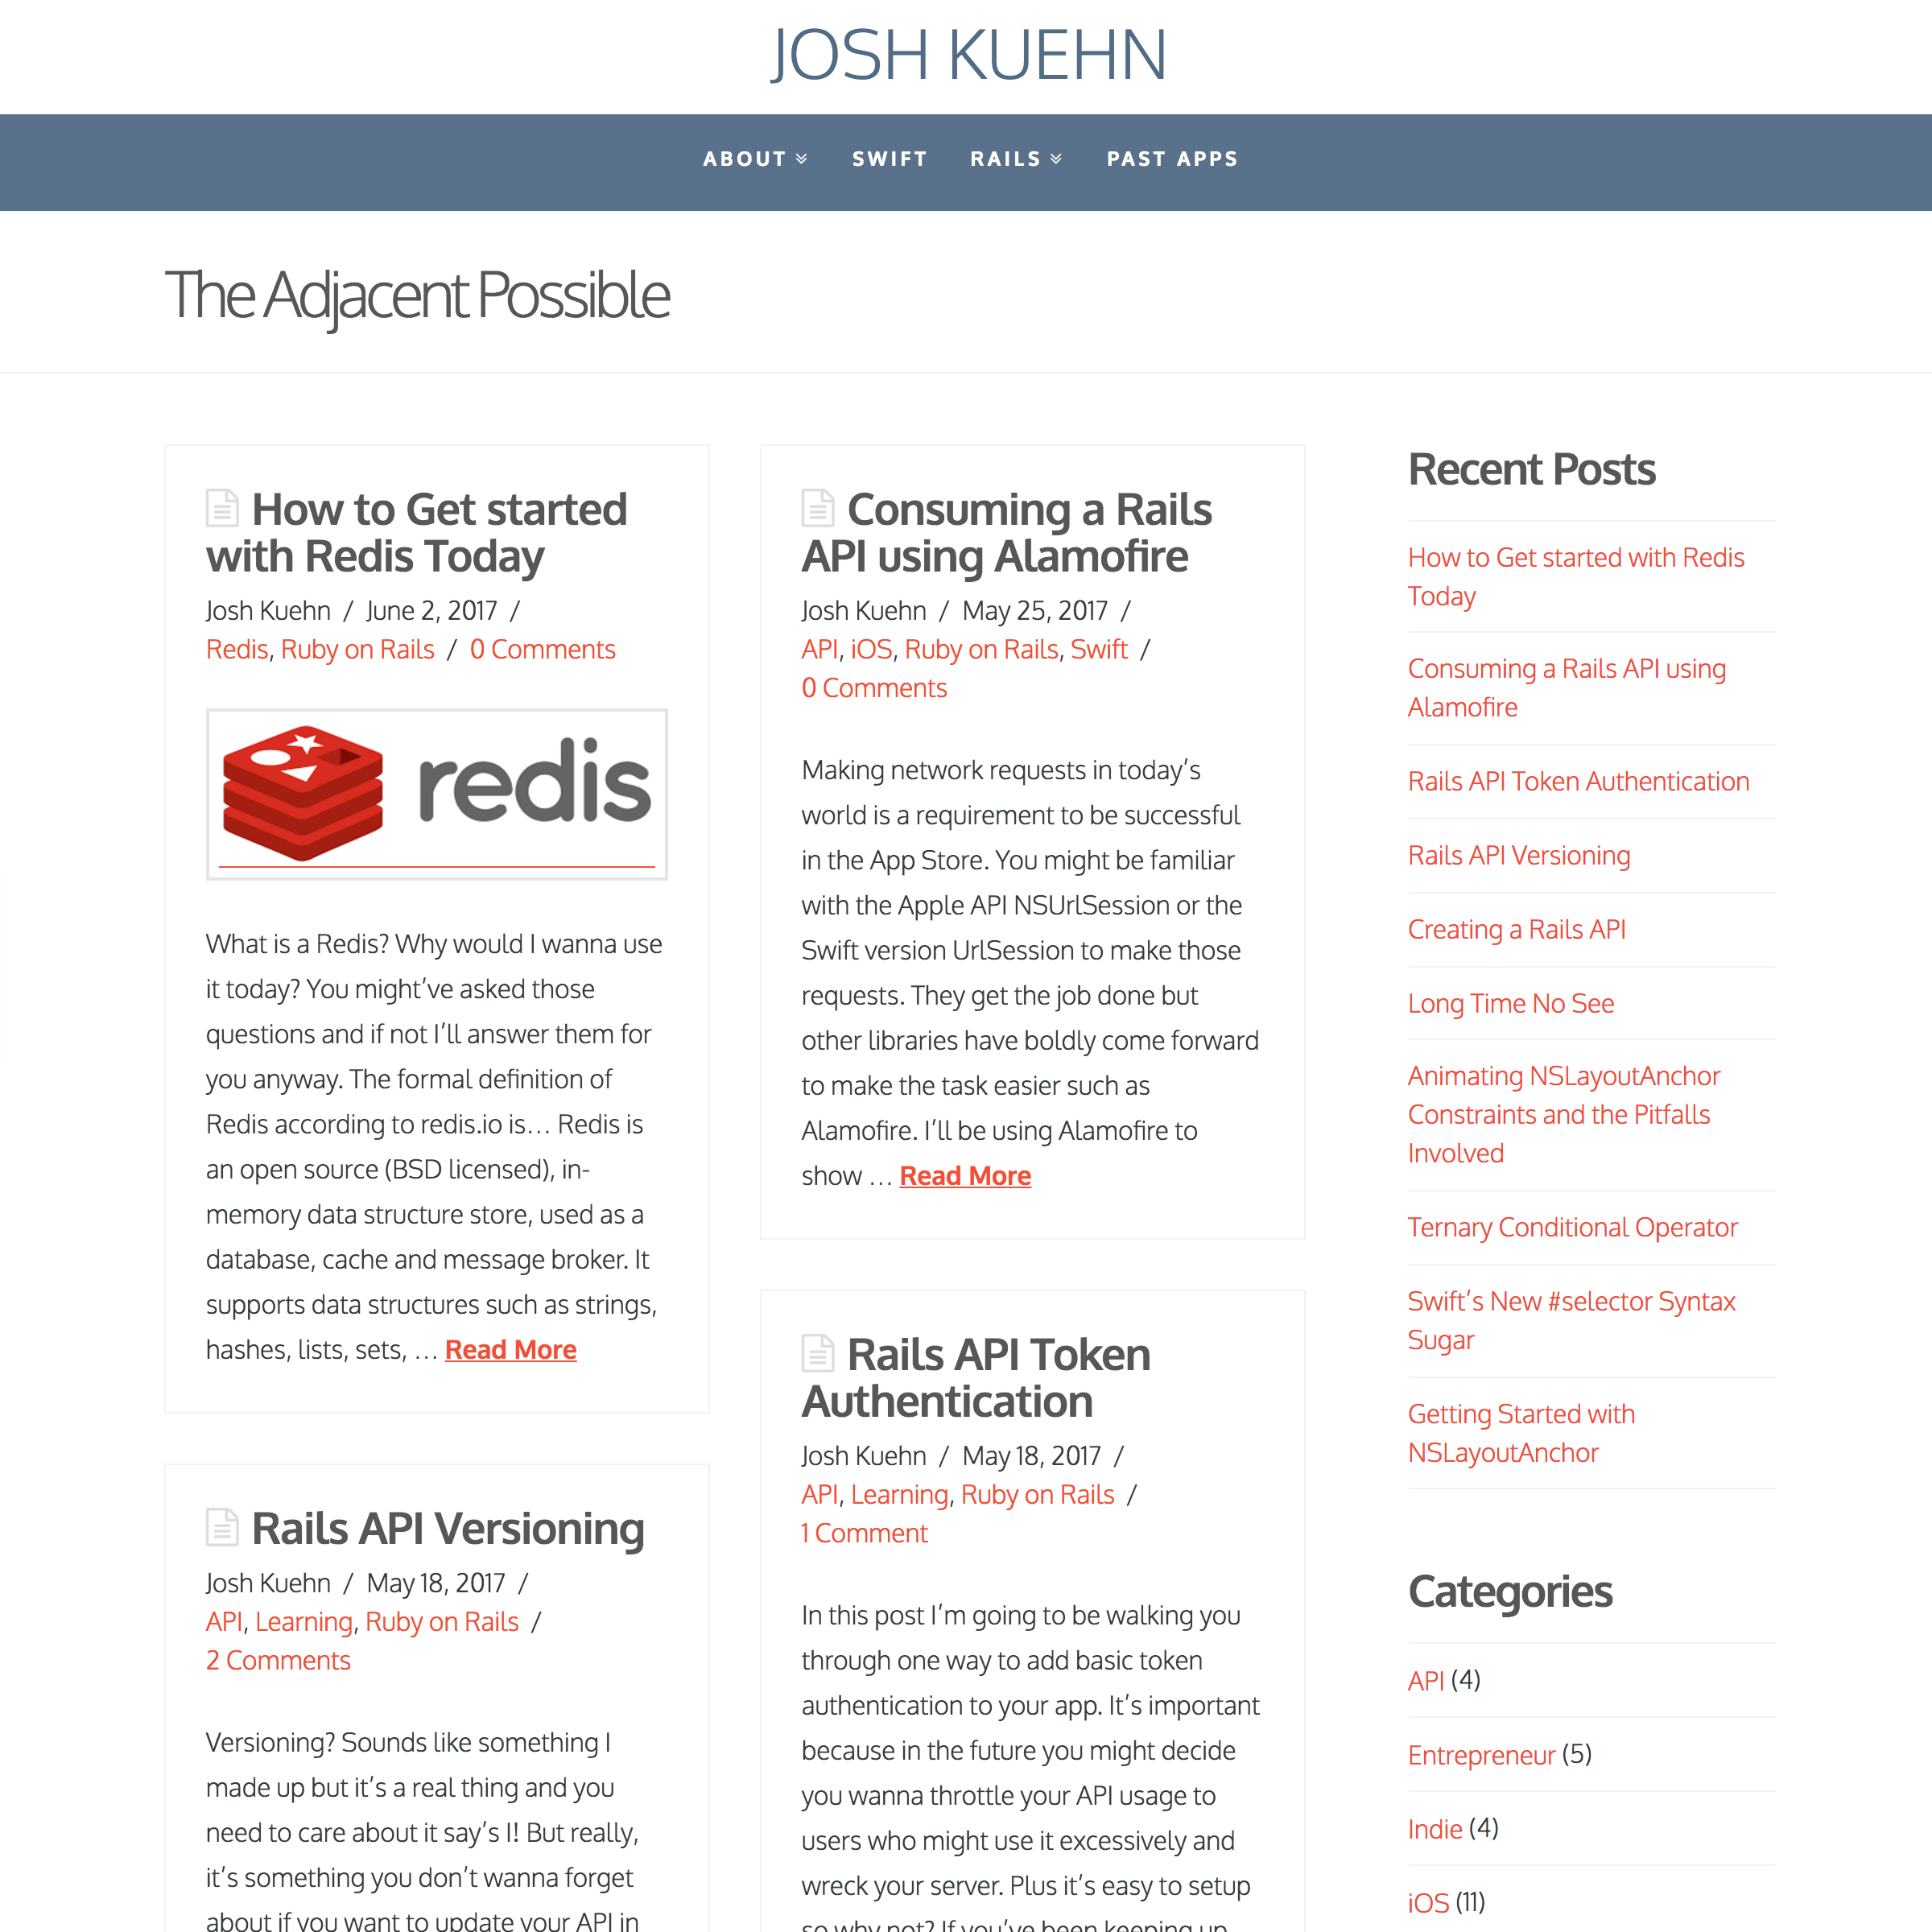 JOSH KUEHN
ABOUT SWIFT RAILS PAST APPS
The Adjacent Possible
How to Get started
with Redis Today
Josh Kuehn / June 2, 2017 /
Redis, Ruby on Rails / 0 Comments
redis
What is a Redis? Why would I wanna use
it today? You might’ve asked those
questions and if not I’ll answer them for
you anyway. The formal definition of
Redis according to redis.io is… Redis is
an open source (BSD licensed), in-
memory data structure store, used as a
database, cache and message broker. It
supports data structures such as strings,
hashes, lists, sets, … Read More
Rails API Versioning
Josh Kuehn / May 18, 2017 /
API, Learning, Ruby on Rails /
2 Comments
Versioning? Sounds like something I
made up but it’s a real thing and you
need to care about it say’s I! But really,
it’s something you don’t wanna forget
about if you want to update your API in
Consuming a Rails
API using Alamofire
Josh Kuehn / May 25, 2017 /
API, iOS, Ruby on Rails, Swift /
0 Comments
Making network requests in today’s
world is a requirement to be successful
in the App Store. You might be familiar
with the Apple API NSUrlSession or the
Swift version UrlSession to make those
requests. They get the job done but
other libraries have boldly come forward
to make the task easier such as
Alamofire. I’ll be using Alamofire to
show … Read More
Rails API Token
Authentication
Josh Kuehn / May 18, 2017 /
API, Learning, Ruby on Rails /
1 Comment
In this post I’m going to be walking you
through one way to add basic token
authentication to your app. It’s important
because in the future you might decide
you wanna throttle your API usage to
users who might use it excessively and
wreck your server. Plus it’s easy to setup
so why not? If you’ve been keeping up
Recent Posts
How to Get started with Redis
Today
Consuming a Rails API using
Alamofire
Rails API Token Authentication
Rails API Versioning
Creating a Rails API
Long Time No See
Animating NSLayoutAnchor
Constraints and the Pitfalls
Involved
Ternary Conditional Operator
Swift’s New #selector Syntax
Sugar
Getting Started with
NSLayoutAnchor
Categories
API (4)
Entrepreneur (5)
Indie (4)
iOS (11)